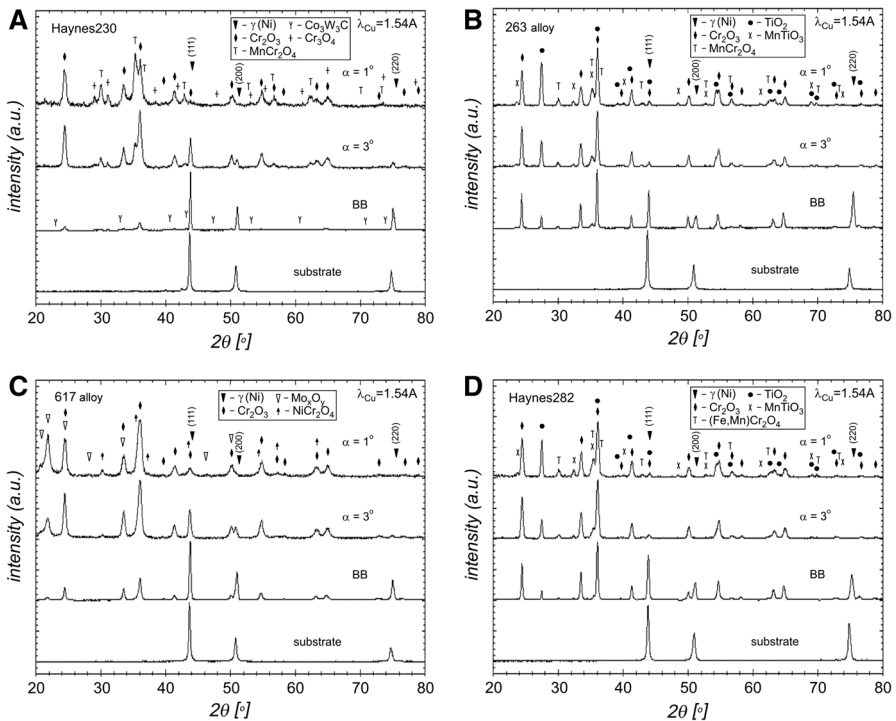 A
Haynes230
γ (Ni)
Co₃W₃C
Cr₂O₃
Cr₃O₄
MnCr₂O₄
λCu=1.54A
(111)
(200)
(220)
α = 1°
α = 3°
BB
substrate
intensity (a.u.)
20 30 40 50 60 70 80
2θ [°]
B
263 alloy
γ (Ni)
TiO₂
Cr₂O₃
MnTiO₃
MnCr₂O₄
λCu=1.54A
(111)
(200)
(220)
α = 1°
α = 3°
BB
substrate
intensity (a.u.)
20 30 40 50 60 70 80
2θ [°]
C
617 alloy
γ (Ni)
MoₓOᵧ
Cr₂O₃
NiCr₂O₄
λCu=1.54A
(111)
(200)
(220)
α = 1°
α = 3°
BB
substrate
intensity (a.u.)
20 30 40 50 60 70 80
2θ [°]
D
Haynes282
γ (Ni)
TiO₂
Cr₂O₃
MnTiO₃
(Fe,Mn)Cr₂O₄
λCu=1.54A
(111)
(200)
(220)
α = 1°
α = 3°
BB
substrate
intensity (a.u.)
20 30 40 50 60 70 80
2θ [°]